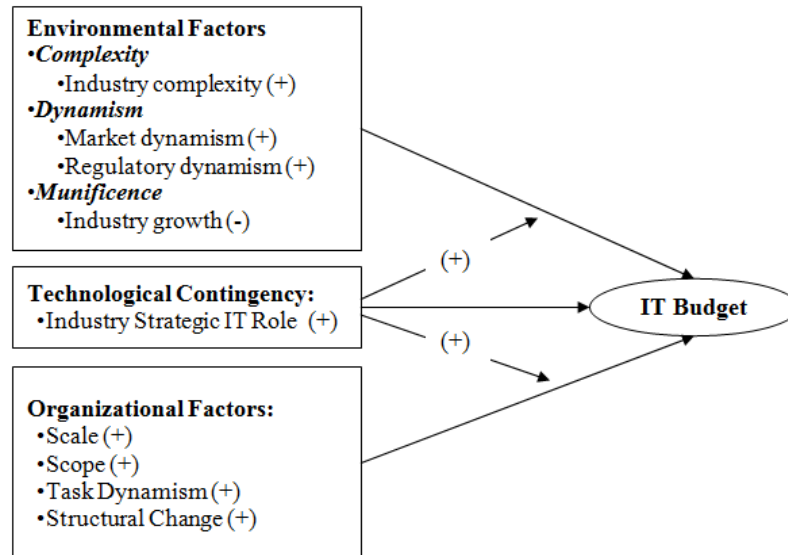 Environmental Factors
•Complexity
•Industry complexity (+)
•Dynamism
•Market dynamism (+)
•Regulatory dynamism (+)
•Munificence
•Industry growth (-)
(+)
Technological Contingency:
•Industry Strategic IT Role (+)
IT Budget
(+)
Organizational Factors:
•Scale (+)
•Scope (+)
•Task Dynamism (+)
•Structural Change (+)